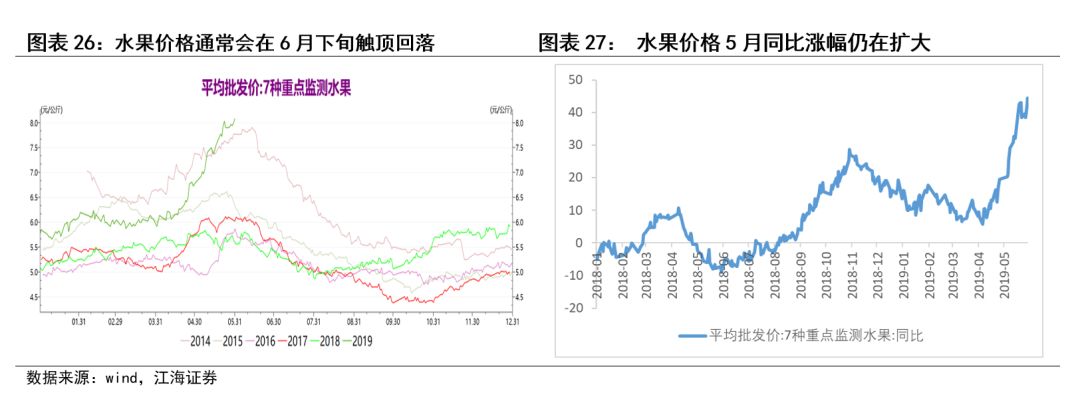 图表 26：水果价格通常会在 6 月下旬触顶回落
图表 27： 水果价格 5 月同比涨幅仍在扩大
平均批发价:7种重点监测水果
(元/公斤) (元/公斤)
8.0 8.0
7.5 7.5
7.0 7.0
6.5 6.5
6.0 6.0
5.5 5.5
5.0 5.0
4.5 4.5
01.31 02.29 03.31 04.30 05.31 06.30 07.31 08.31 09.30 10.31 11.30 12.31
2014 2015 2016 2017 2018 2019
50
40
30
20
10
0
-10
-20
2018-01 2018-02 2018-03 2018-04 2018-05 2018-06 2018-07 2018-08 2018-09 2018-10 2018-11 2018-12 2019-01 2019-02 2019-03 2019-04 2019-05
平均批发价:7种重点监测水果:同比
数据来源：wind，江海证券